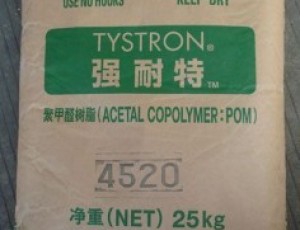 USE NO HOOKS KEEP DRY
TYSTRON®
强耐特™
聚甲醛树脂(ACETAL COPOLYMER:POM)
4520
净重(NET) 25kg